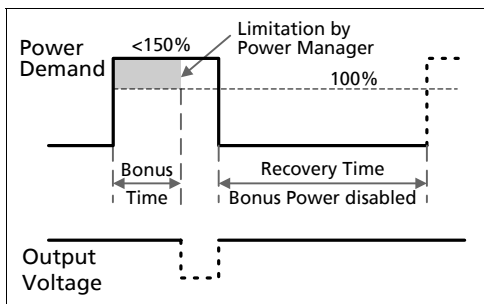 Power
Demand
<150%
Limitation by
Power Manager
100%
Bonus
Time
Recovery Time
Bonus Power disabled
Output
Voltage